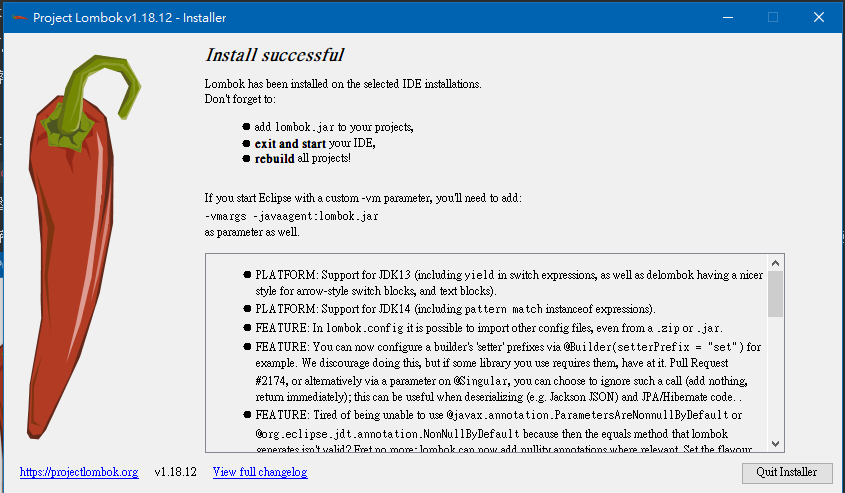 Project Lombok v1.18.12 - Installer
Install successful
Lombok has been installed on the selected IDE installations.
Don't forget to:
add lombok.jar to your projects,
exit and start your IDE,
rebuild all projects!
If you start Eclipse with a custom -vm parameter, you'll need to add:
-vmargs -javaagent:lombok.jar
as parameter as well.
PLATFORM: Support for JDK13 (including yield in switch expressions, as well as delombok having a nicer
style for arrow-style switch blocks, and text blocks).
PLATFORM: Support for JDK14 (including pattern match instanceof expressions).
FEATURE: In lombok.config it is possible to import other config files, even from a .zip or .jar.
FEATURE: You can now configure a builder's 'setter' prefixes via @Builder(setterPrefix = "set") for
example. We discourage doing this, but if some library you use requires them, have at it. Pull Request
#2174, or alternatively via a parameter on @Singular, you can choose to ignore such a call (add nothing,
return immediately); this can be useful when deserializing (e.g. Jackson JSON) and JPA/Hibernate code. .
FEATURE: Tired of being unable to use @javax.annotation.ParametersAreNonnullByDefault or
@org.eclipse.jdt.annotation.NonNullByDefault because then the equals method that lombok
generates isn't valid? Fret no more; lombok can now add nullity annotations where relevant. Set the flavour
https://projectlombok.org v1.18.12 View full changelog Quit Installer